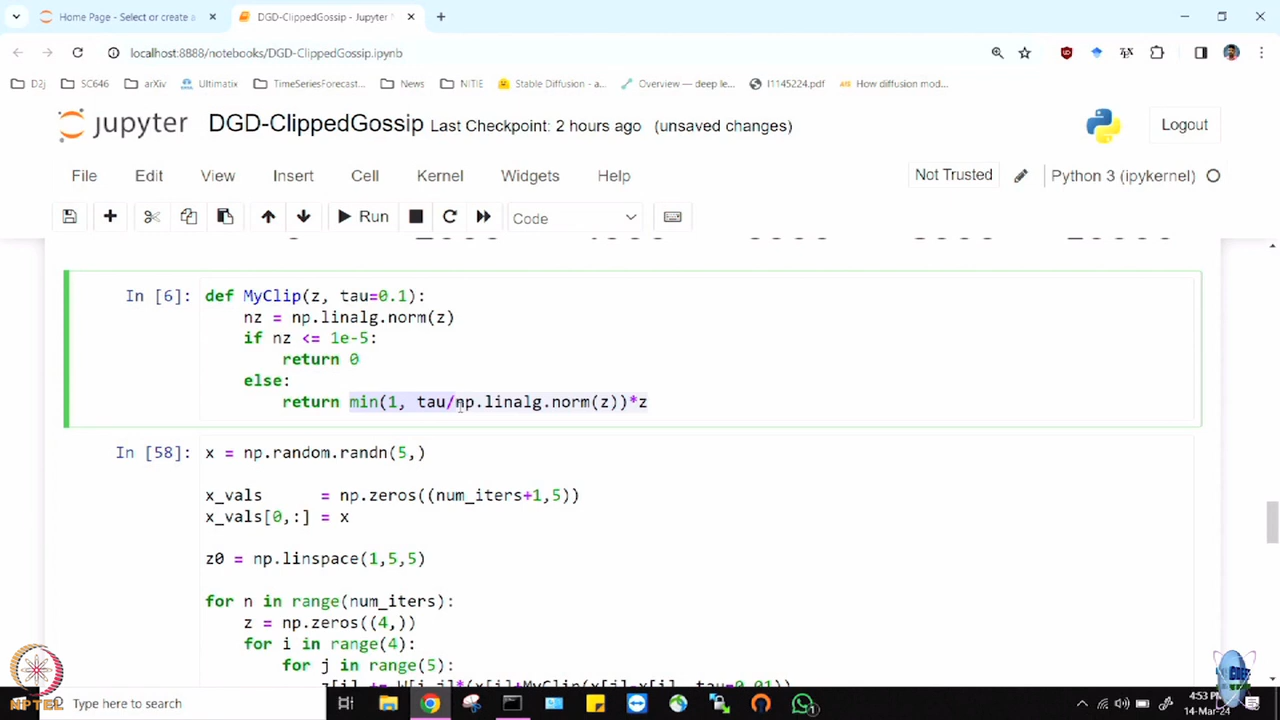 Home Page - Select or create a
DGD-ClippedGossip - Jupyter
localhost:8888/notebooks/DGD-ClippedGossip.ipynb
D2j
SC646
arXiv
Ultimatix
TimeSeriesForecast...
News
NITIE
Stable Diffusion - a...
Overview — deep le...
I1145224.pdf
How diffusion mod...
jupyter DGD-ClippedGossip Last Checkpoint: 2 hours ago (unsaved changes)
Logout
File Edit View Insert Cell Kernel Widgets Help
Not Trusted
Python 3 (ipykernel)
Run
Code
In [6]: def MyClip(z, tau=0.1):
nz = np.linalg.norm(z)
if nz <= 1e-5:
return 0
else:
return min(1, tau/np.linalg.norm(z))*z
In [58]: x = np.random.randn(5,)
x_vals = np.zeros((num_iters+1,5))
x_vals[0,:] = x
z0 = np.linspace(1,5,5)
for n in range(num_iters):
z = np.zeros((4,))
for i in range(4):
for j in range(5):
z[i] += W[i,j]*(x[i]+MyClip(x[j]-x[i], tau=0.01))
NPTEL
Type here to search
4:53 PM
14-Mar-24